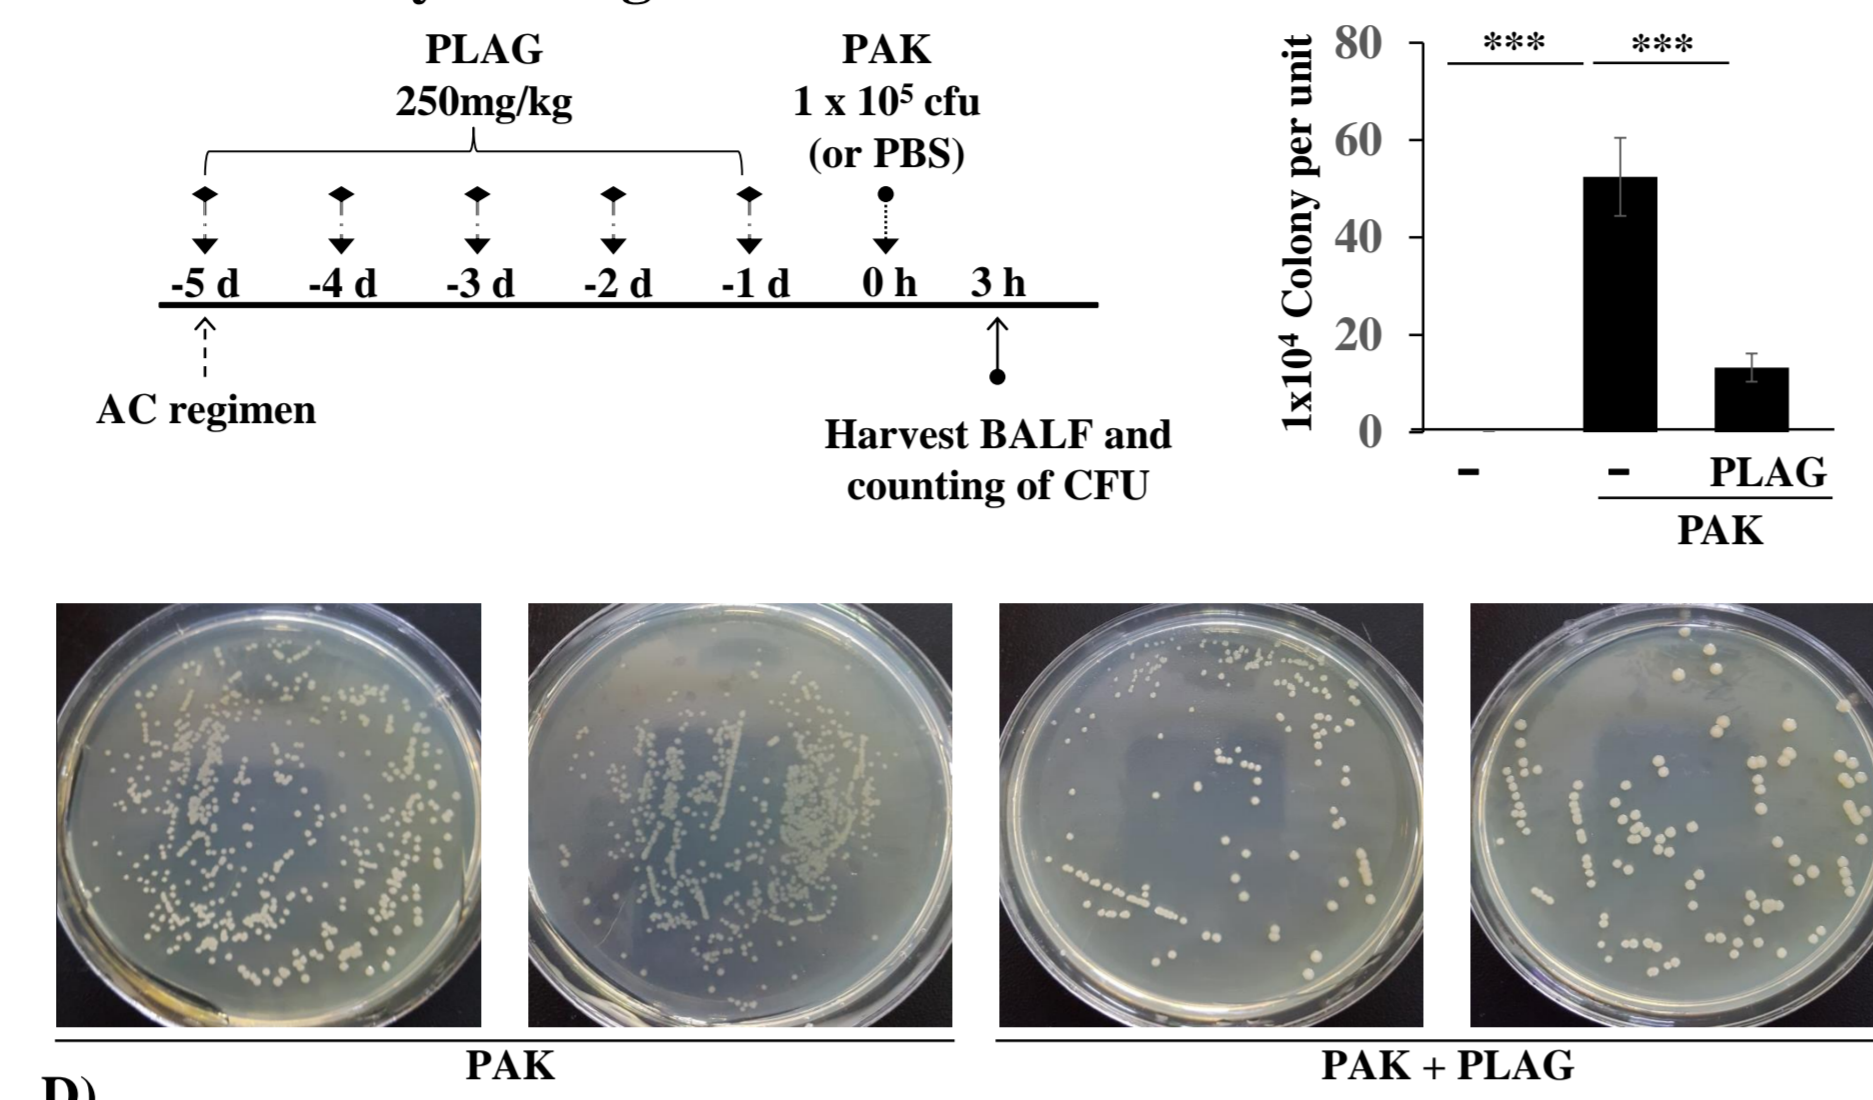 PLAG
250mg/kg
PAK
1 x 10⁵ cfu
(or PBS)
-5 d -4 d -3 d -2 d -1 d 0 h 3 h
AC regimen
Harvest BALF and
counting of CFU
1x10⁴ Colony per unit
80
60
40
20
0
*** ***
- - PLAG
PAK
PAK
PAK + PLAG
D)